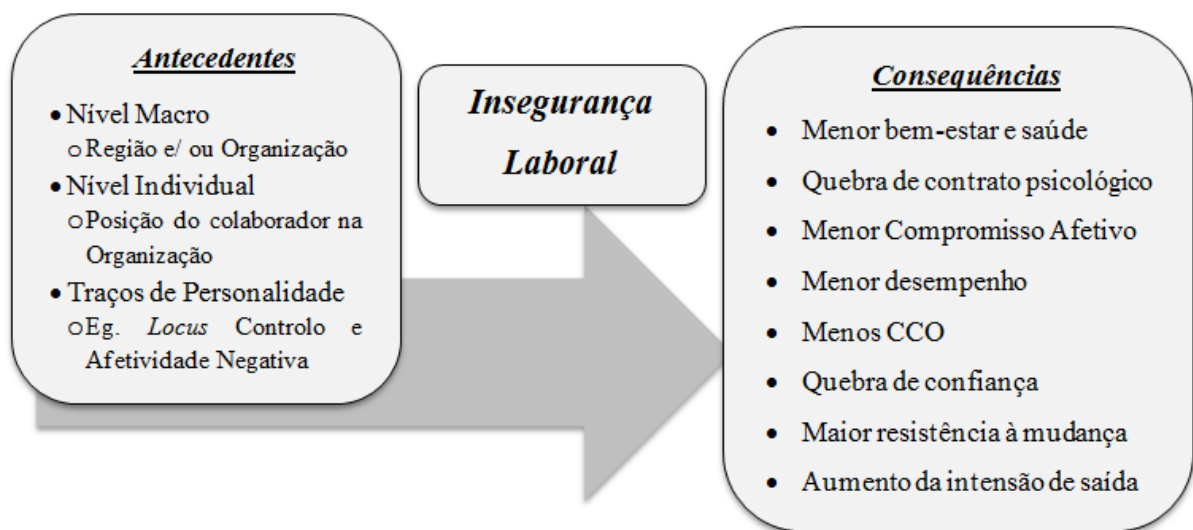 Antecedentes
• Nível Macro
o Região e/ ou Organização
• Nível Individual
o Posição do colaborador na
Organização
• Traços de Personalidade
o Eg. Locus Controlo e
Afetividade Negativa
Insegurança
Laboral
Consequências
• Menor bem-estar e saúde
• Quebra de contrato psicológico
• Menor Compromisso Afetivo
• Menor desempenho
• Menos CCO
• Quebra de confiança
• Maior resistência à mudança
• Aumento da intensão de saída